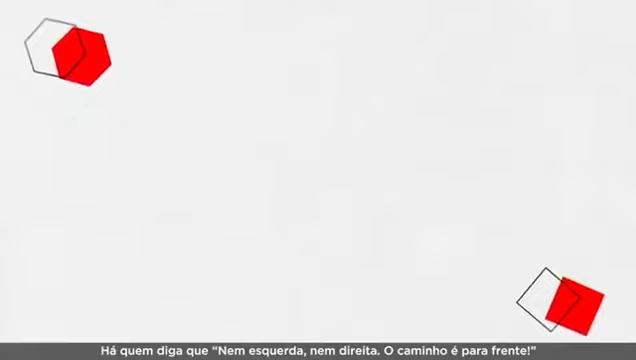 Há quem diga que “Nem esquerda, nem direita. O caminho é para frente!”